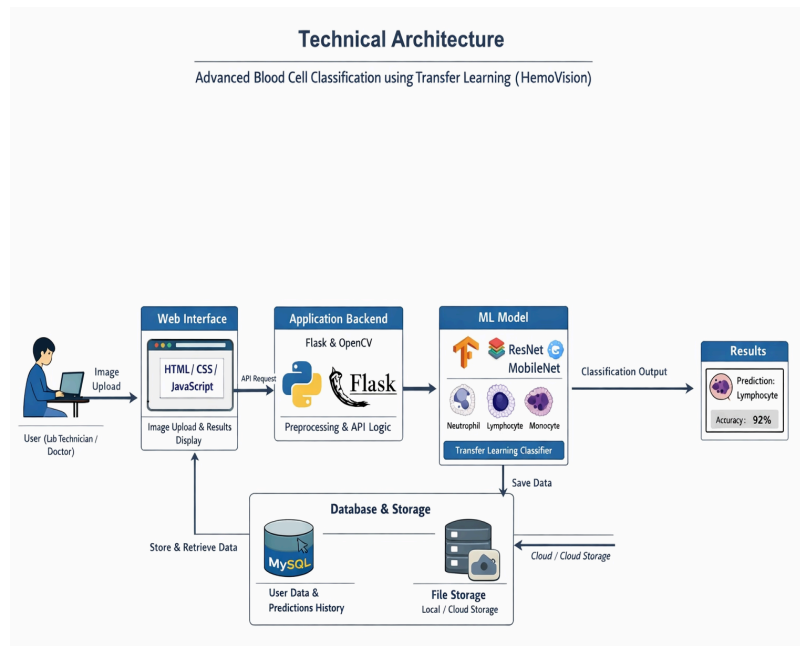 Technical Architecture
Advanced Blood Cell Classification using Transfer Learning (HemoVision)
Web Interface
HTML / CSS /
JavaScript
Image Upload & Results
Display
Application Backend
Flask & OpenCV
Flask
Preprocessing & API Logic
ML Model
ResNet
MobileNet
Neutrophil Lymphocyte Monocyte
Transfer Learning Classifier
Results
Prediction:
Lymphocyte
Accuracy: 92%
Image
Upload
API Request
Classification Output
User (Lab Technician /
Doctor)
Save Data
Database & Storage
Store & Retrieve Data
MySQL
User Data &
Predictions History
File Storage
Local / Cloud Storage
Cloud / Cloud Storage